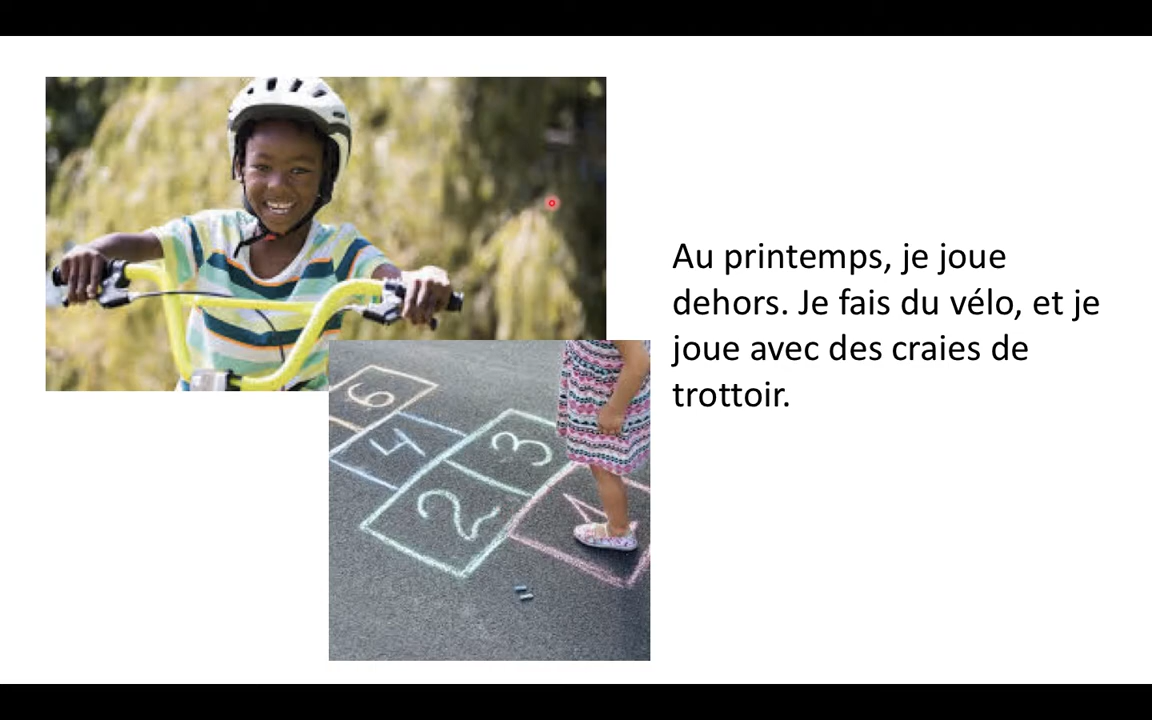 Au printemps, je joue
dehors. Je fais du vélo, et je
joue avec des craies de
trottoir.
6
4
3
2
1